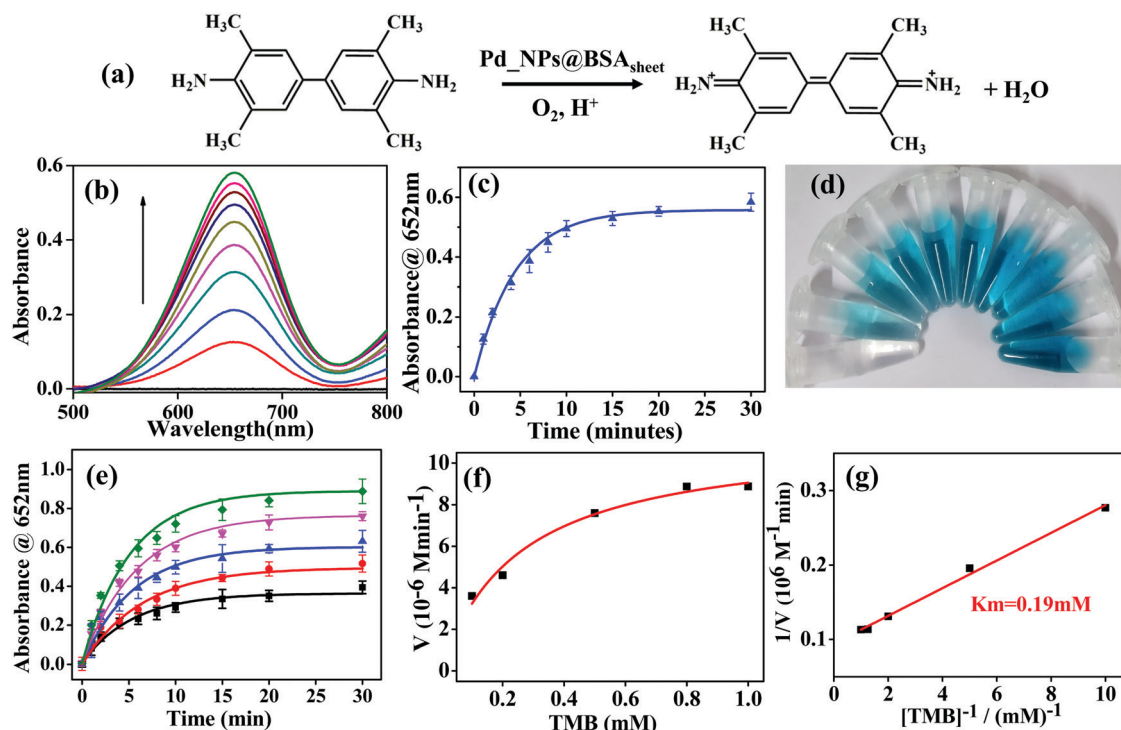 (a)
H₃C
CH₃
H₂N
NH₂
H₃C
CH₃
Pd_NPs@BSAsheet
O₂, H⁺
H₃C
CH₃
H₂N⁺
NH₂⁺
H₃C
CH₃
+ H₂O
(b)
Absorbance
0.6
0.4
0.2
0.0
500 600 700 800
Wavelength(nm)
(c)
Absorbance@ 652nm
0.6
0.4
0.2
0.0
0 5 10 15 20 25 30
Time (minutes)
(d)
(e)
Absorbance @ 652nm
1.0
0.8
0.6
0.4
0.2
0.0
0 5 10 15 20 25 30
Time (min)
(f)
V (10⁻⁶ Mmin⁻¹)
10
8
6
4
2
0
0.2 0.4 0.6 0.8 1.0
TMB (mM)
(g)
1/V (10⁶ M⁻¹min)
0.3
0.2
0.1
Km=0.19mM
0 2 4 6 8 10
[TMB]⁻¹ / (mM)⁻¹